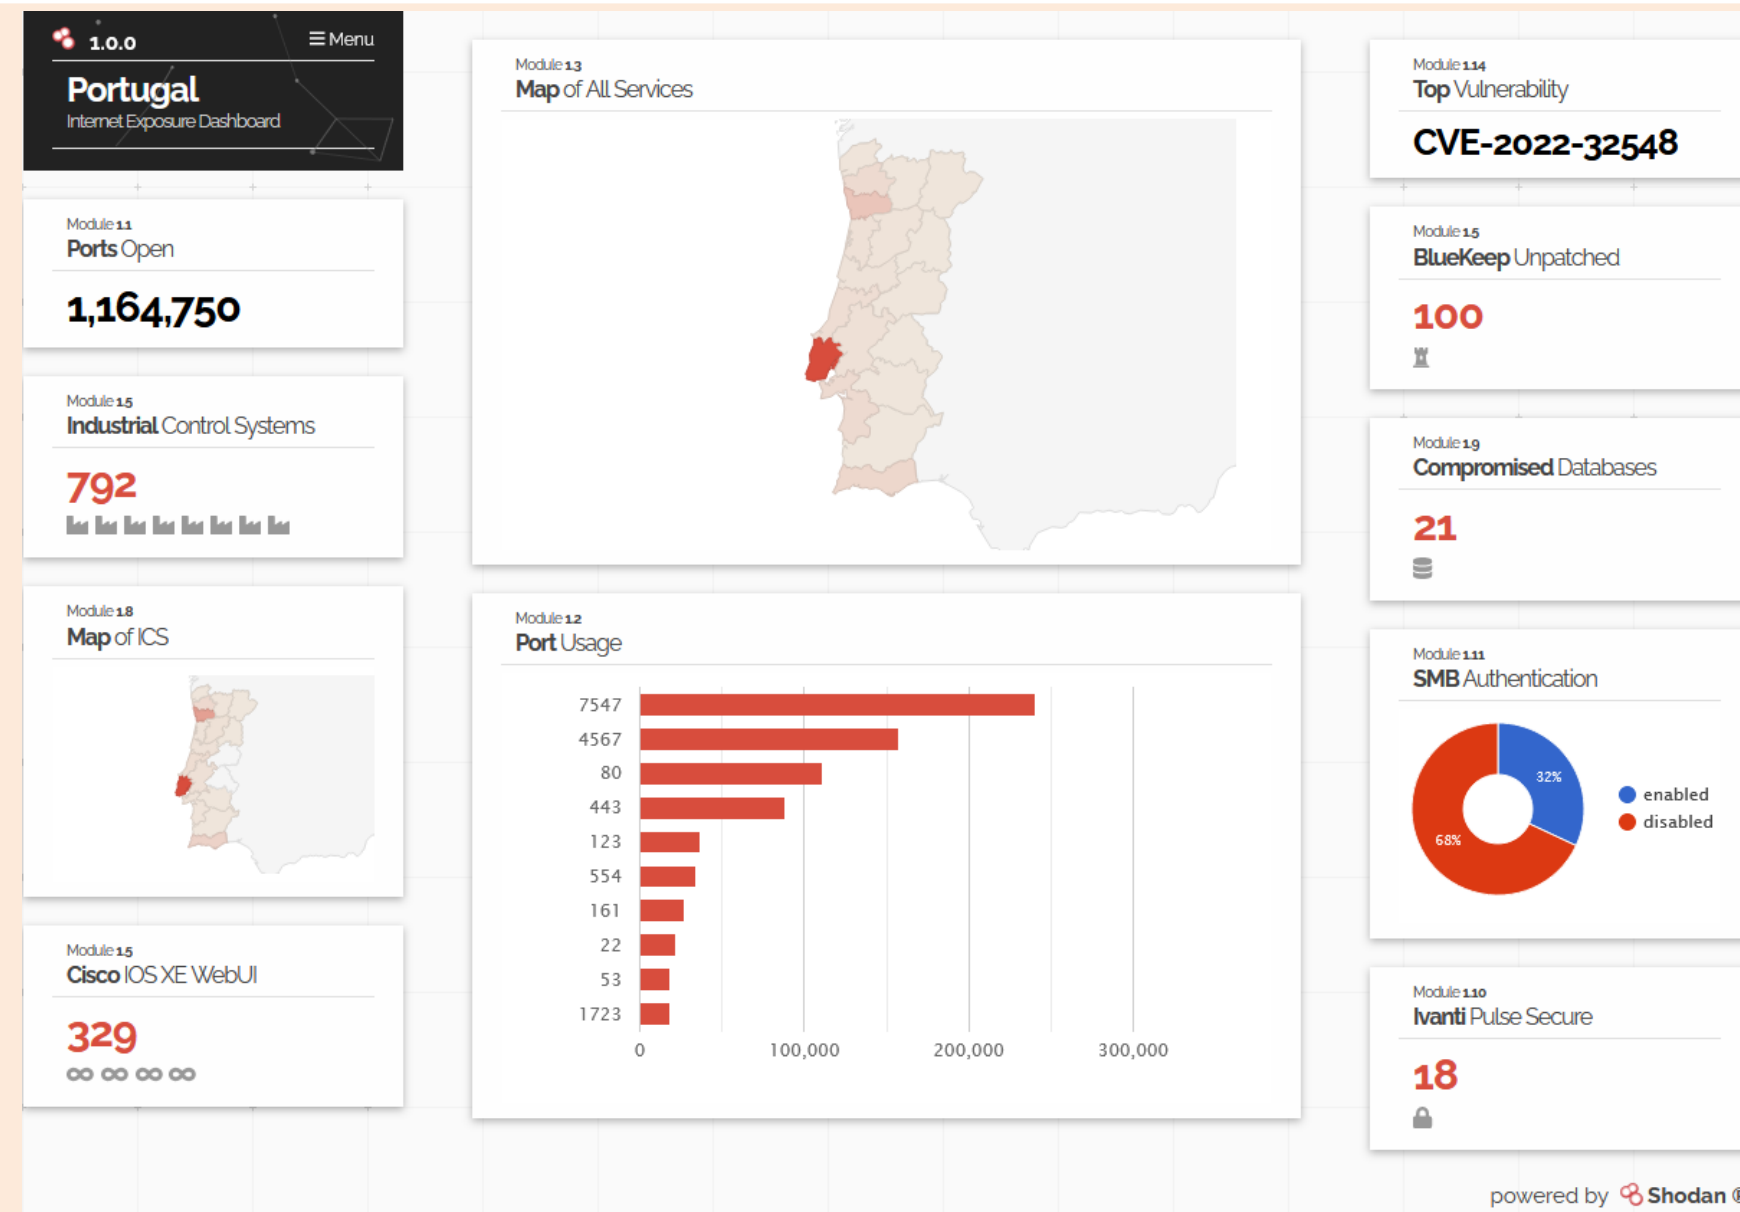 1.0.0
Menu
Portugal
Internet Exposure Dashboard
Module 1.1
Ports Open
1,164,750
Module 1.5
Industrial Control Systems
792
Module 1.8
Map of ICS
Module 1.5
Cisco IOS XE WebUI
329
Module 1.3
Map of All Services
Module 1.2
Port Usage
7547
4567
80
443
123
554
161
22
53
1723
0 100,000 200,000 300,000
Module 1.14
Top Vulnerability
CVE-2022-32548
Module 1.5
BlueKeep Unpatched
100
Module 1.9
Compromised Databases
21
Module 1.11
SMB Authentication
32%
68%
enabled
disabled
Module 1.10
Ivanti Pulse Secure
18
powered by Shodan ®